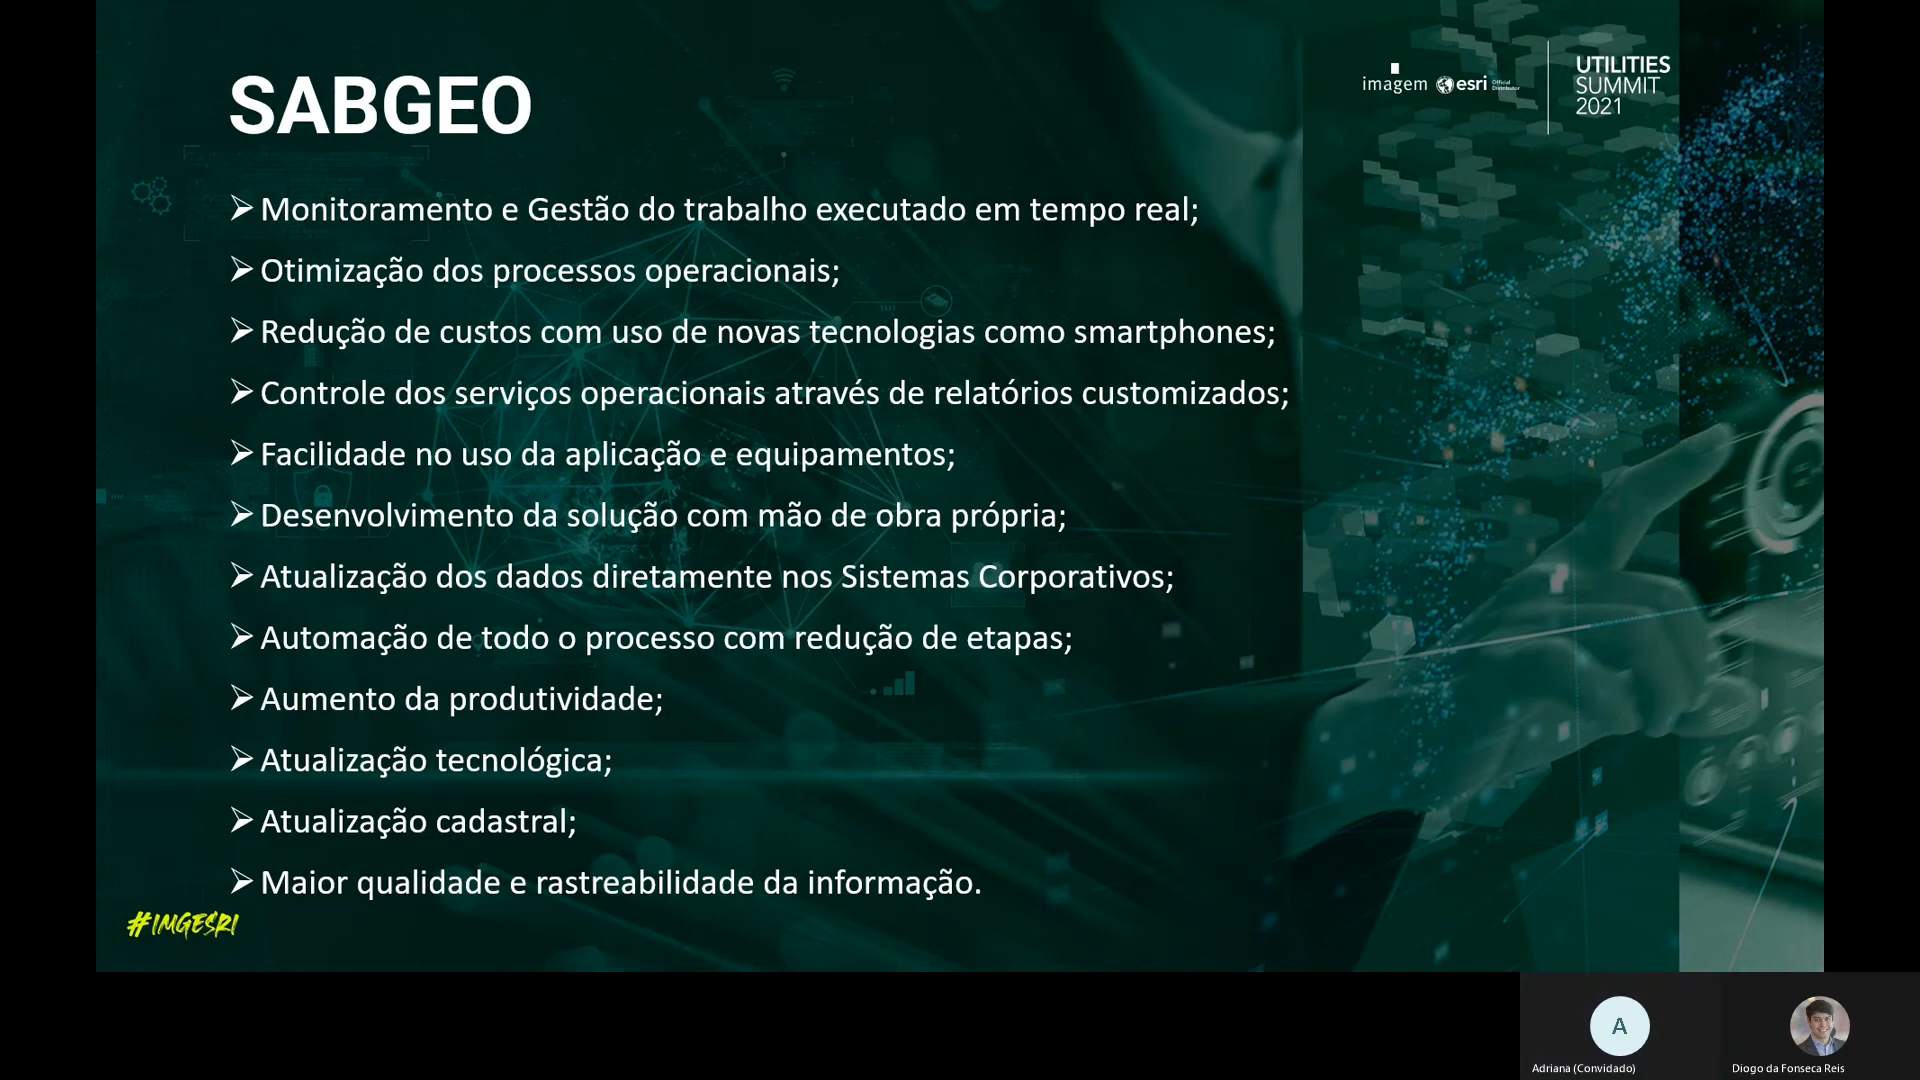 SABGEO
imagem esri Official Distributor
UTILITIES
SUMMIT
2021
➢ Monitoramento e Gestão do trabalho executado em tempo real;
➢ Otimização dos processos operacionais;
➢ Redução de custos com uso de novas tecnologias como smartphones;
➢ Controle dos serviços operacionais através de relatórios customizados;
➢ Facilidade no uso da aplicação e equipamentos;
➢ Desenvolvimento da solução com mão de obra própria;
➢ Atualização dos dados diretamente nos Sistemas Corporativos;
➢ Automação de todo o processo com redução de etapas;
➢ Aumento da produtividade;
➢ Atualização tecnológica;
➢ Atualização cadastral;
➢ Maior qualidade e rastreabilidade da informação.
#IMGESRI
A
Adriana (Convidado)
Diogo da Fonseca Reis